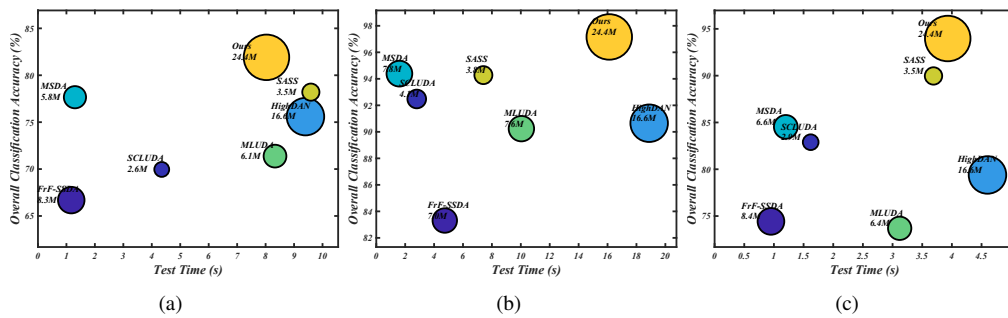 Overall Classification Accuracy (%)
85
80
75
70
65
Ours
24.4M
SASS
3.5M
HighDAN
16.6M
MSDA
5.8M
MLUDA
6.1M
SCLUDA
2.6M
FrF-SSDA
8.3M
0 1 2 3 4 5 6 7 8 9 10
Test Time (s)
(a)
Overall Classification Accuracy (%)
98
96
94
92
90
88
86
84
82
Ours
24.4M
MSDA
7.8M
SASS
3.8M
SCLUDA
MLUDA
7.6M
HighDAN
16.6M
FrF-SSDA
0 2 4 6 8 10 12 14 16 18 20
Test Time (s)
(b)
Overall Classification Accuracy (%)
95
90
85
80
75
Ours
24.4M
SASS
3.5M
MSDA
6.6M
SCLUDA
HighDAN
16.6M
FrF-SSDA
8.4M
MLUDA
6.4M
0 0.5 1 1.5 2 2.5 3 3.5 4 4.5
Test Time (s)
(c)